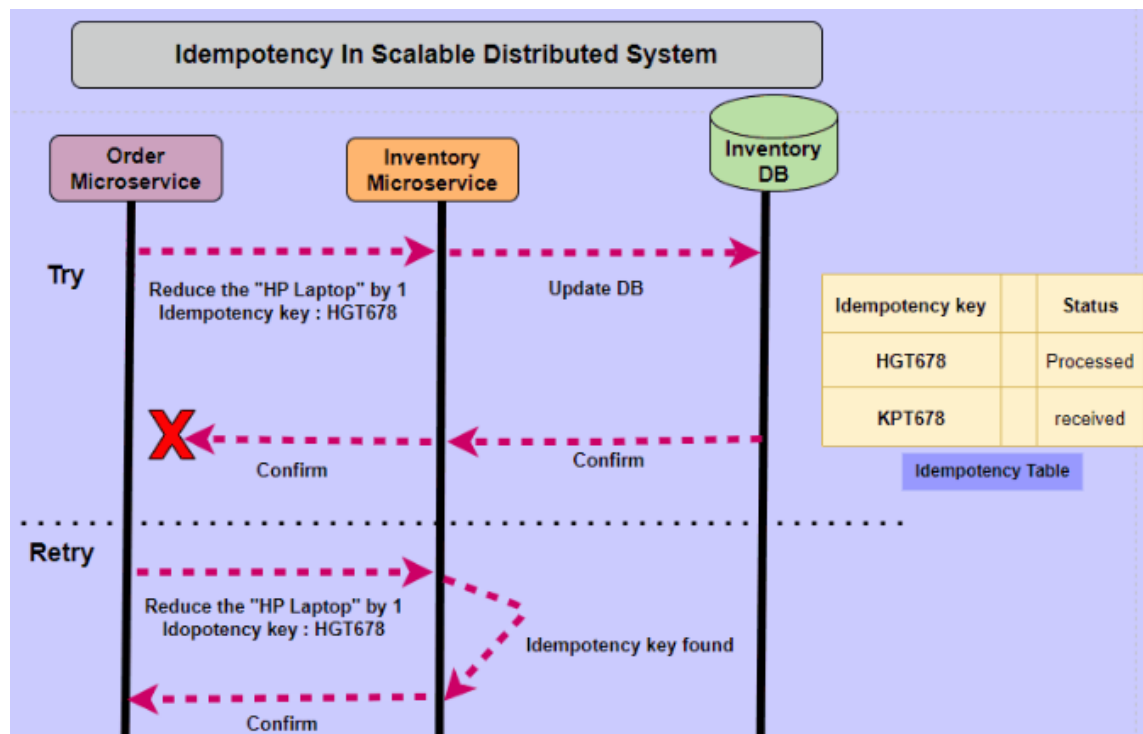 Idempotency In Scalable Distributed System
Order
Microservice
Inventory
Microservice
Inventory
DB
Try
Reduce the "HP Laptop" by 1
Idempotency key : HGT678
Update DB
Idempotency key Status
HGT678 Processed
KPT678 received
Idempotency Table
X
Confirm
Confirm
Retry
Reduce the "HP Laptop" by 1
Idopotency key : HGT678
Idempotency key found
Confirm